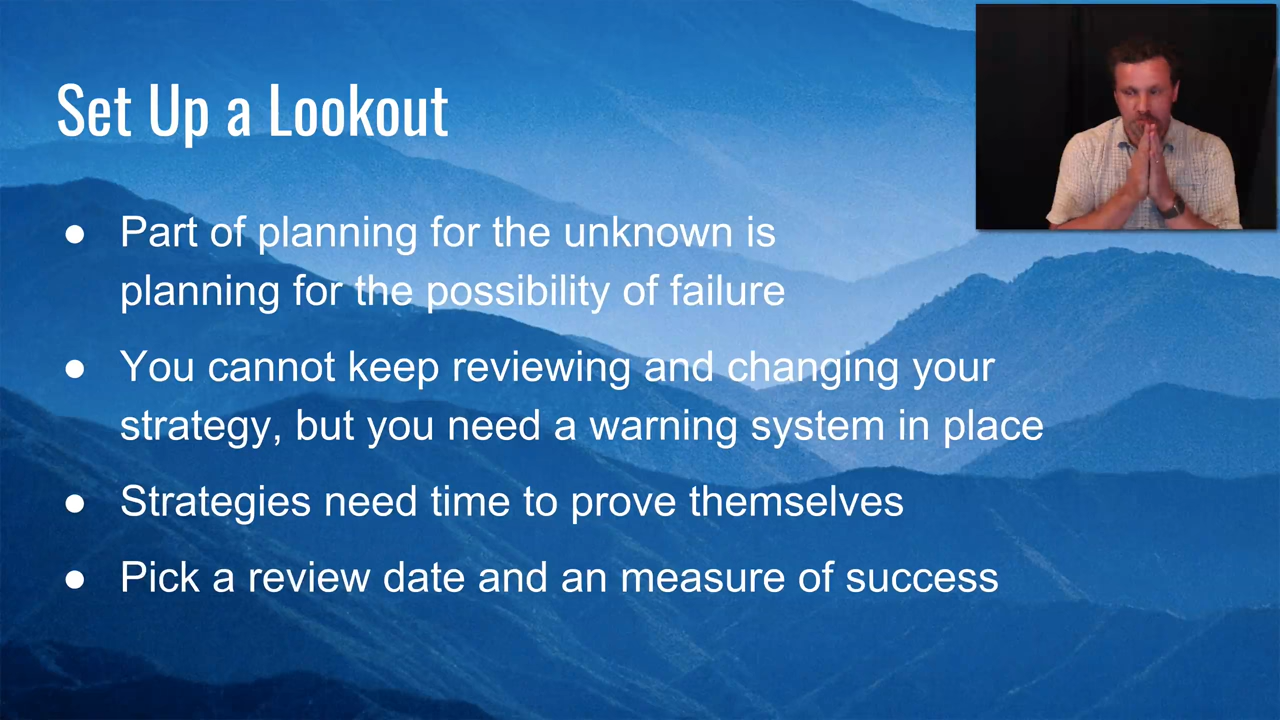 Set Up a Lookout
● Part of planning for the unknown is
planning for the possibility of failure
● You cannot keep reviewing and changing your
strategy, but you need a warning system in place
● Strategies need time to prove themselves
● Pick a review date and an measure of success